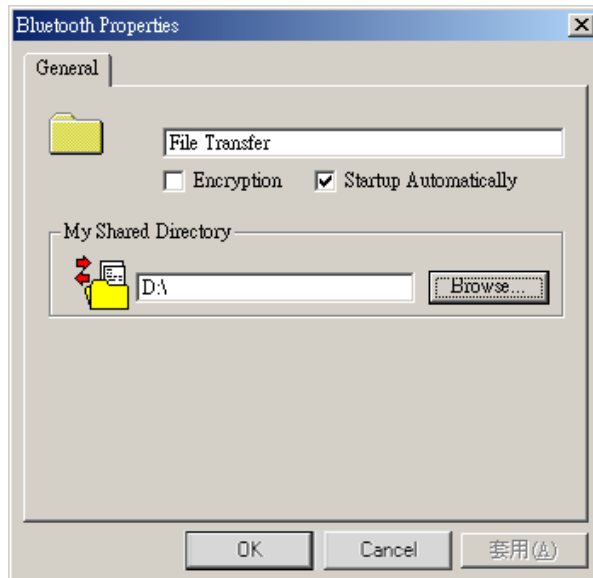 Bluetooth Properties
General
File Transfer
Encryption Startup Automatically
My Shared Directory
D:\ Browse...
OK Cancel 套用(A)